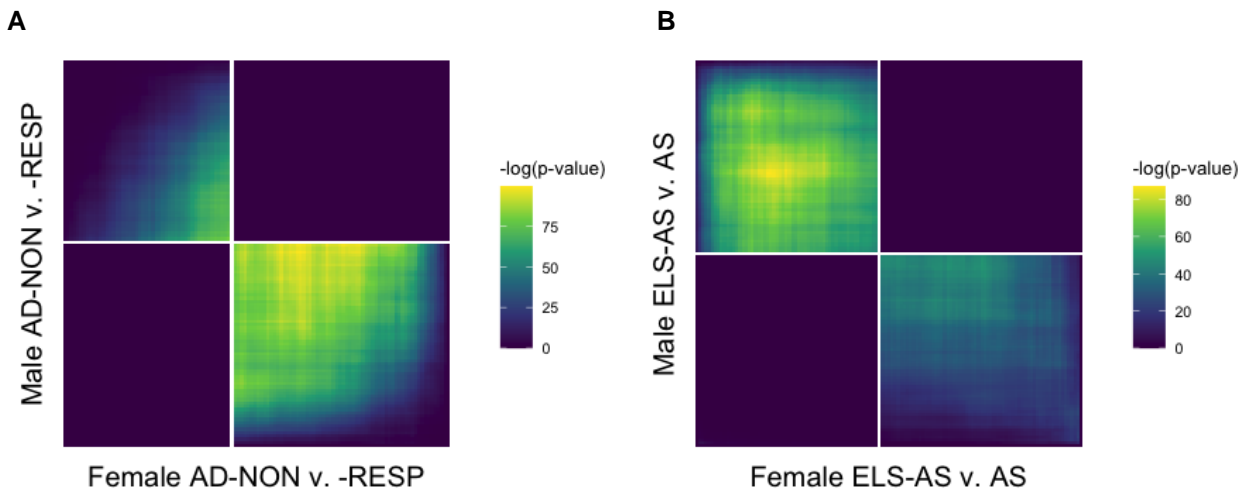 A
Male AD-NON v. -RESP
Female AD-NON v. -RESP
-log(p-value)
75
50
25
0
B
Male ELS-AS v. AS
Female ELS-AS v. AS
-log(p-value)
80
60
40
20
0